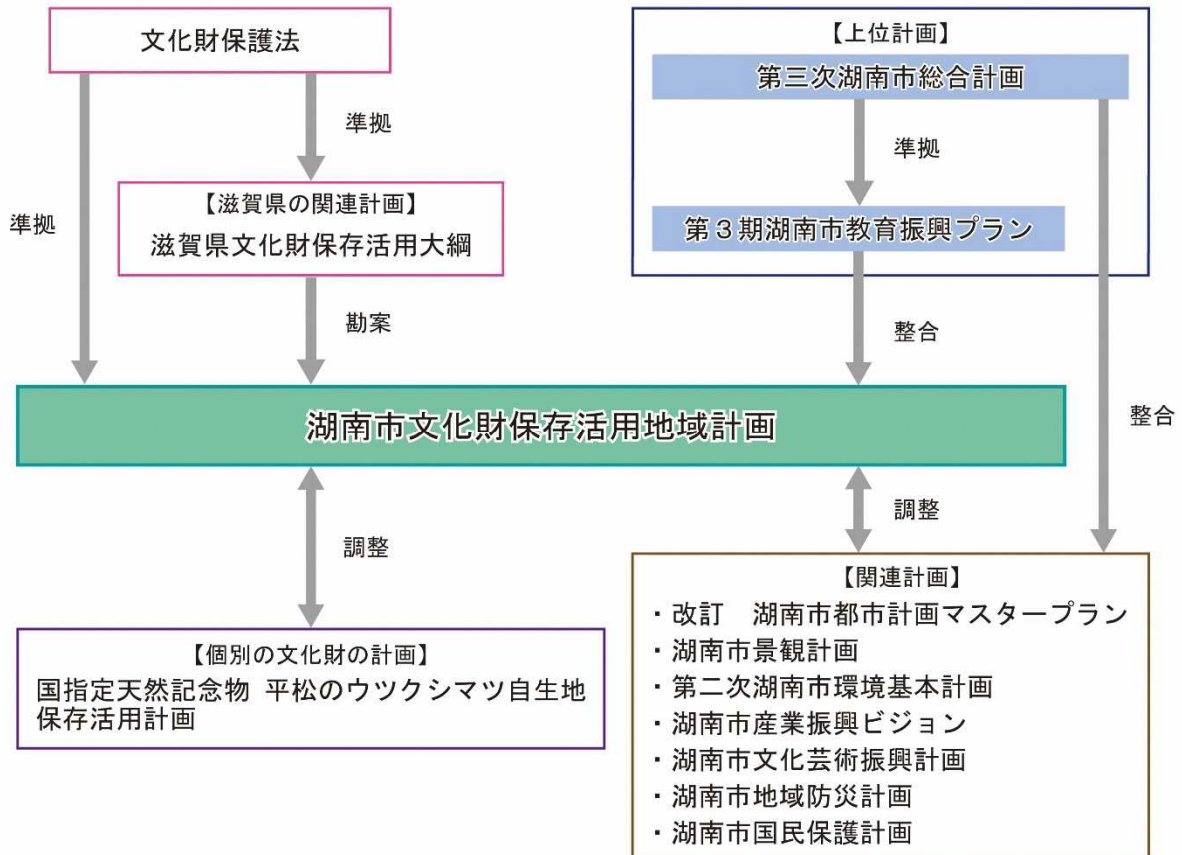 文化財保護法
準拠
準拠
【滋賀県の関連計画】
滋賀県文化財保存活用大綱
勘案
【上位計画】
第三次湖南市総合計画
準拠
第３期湖南市教育振興プラン
整合
整合
湖南市文化財保存活用地域計画
調整
調整
【個別の文化財の計画】
国指定天然記念物 平松のウツクシマツ自生地
保存活用計画
【関連計画】
・改訂　湖南市都市計画マスタープラン
・湖南市景観計画
・第二次湖南市環境基本計画
・湖南市産業振興ビジョン
・湖南市文化芸術振興計画
・湖南市地域防災計画
・湖南市国民保護計画